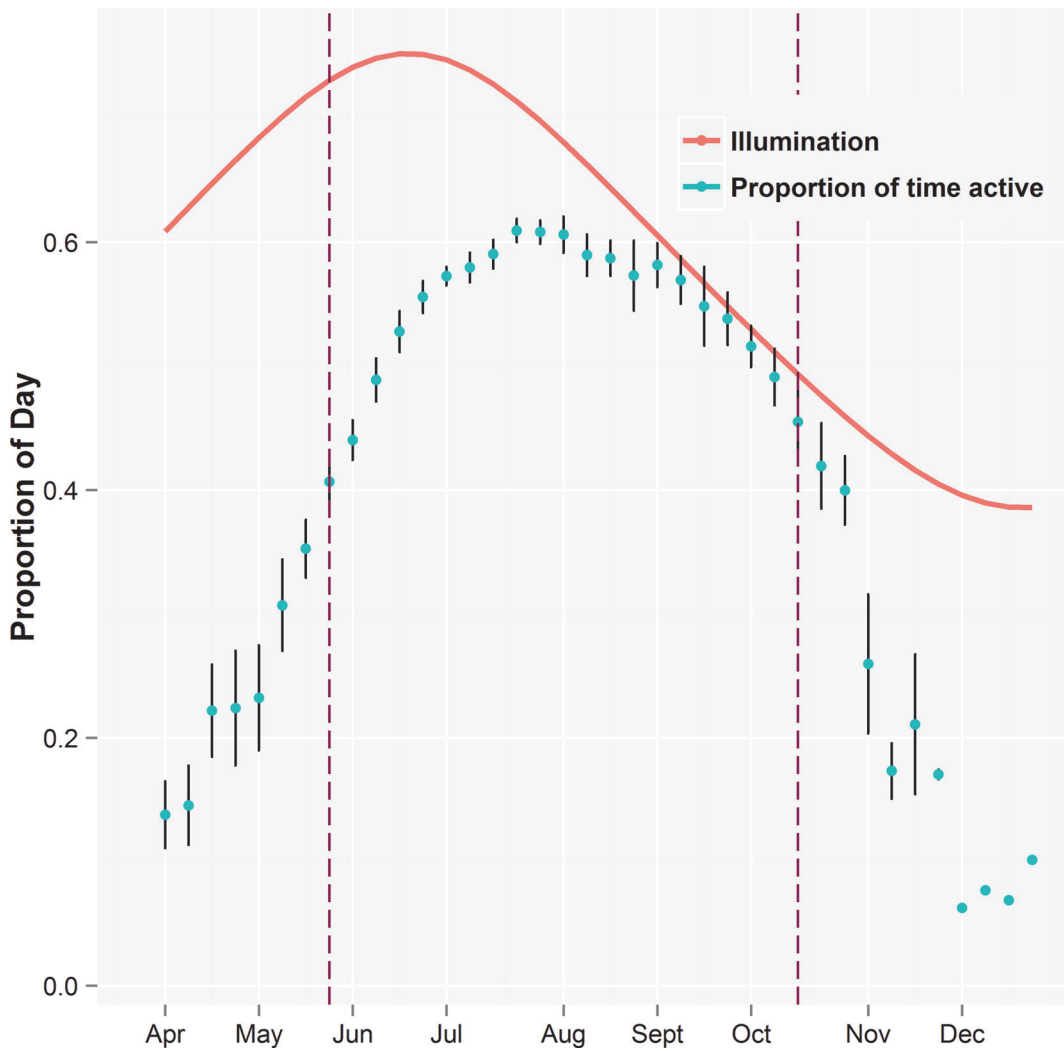 Illumination
Proportion of time active
Proportion of Day
0.6
0.4
0.2
0.0
Apr May Jun Jul Aug Sept Oct Nov Dec